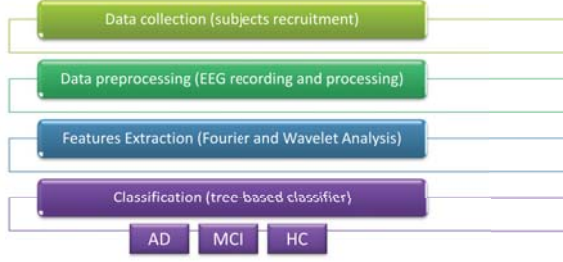 Data collection (subjects recruitment)
Data preprocessing (EEG recording and processing)
Features Extraction (Fourier and Wavelet Analysis)
Classification (tree based classifier)
AD MCI HC